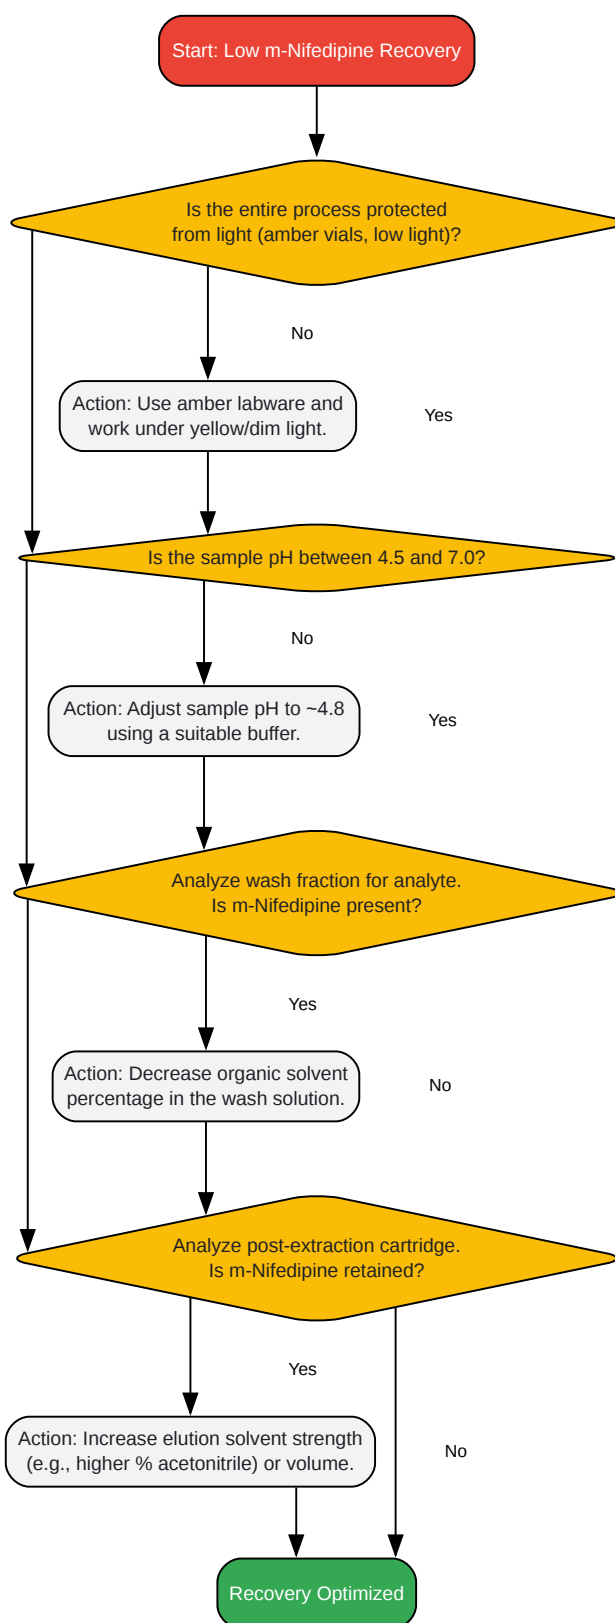 Start: Low m-Nifedipine Recovery
Is the entire process protected
from light (amber vials, low light)?
No
Action: Use amber labware and
work under yellow/dim light.
Yes
Is the sample pH between 4.5 and 7.0?
No
Action: Adjust sample pH to ~4.8
using a suitable buffer.
Yes
Analyze wash fraction for analyte.
Is m-Nifedipine present?
Yes
Action: Decrease organic solvent
percentage in the wash solution.
No
Analyze post-extraction cartridge.
Is m-Nifedipine retained?
Yes
Action: Increase elution solvent strength
(e.g., higher % acetonitrile) or volume.
No
Recovery Optimized